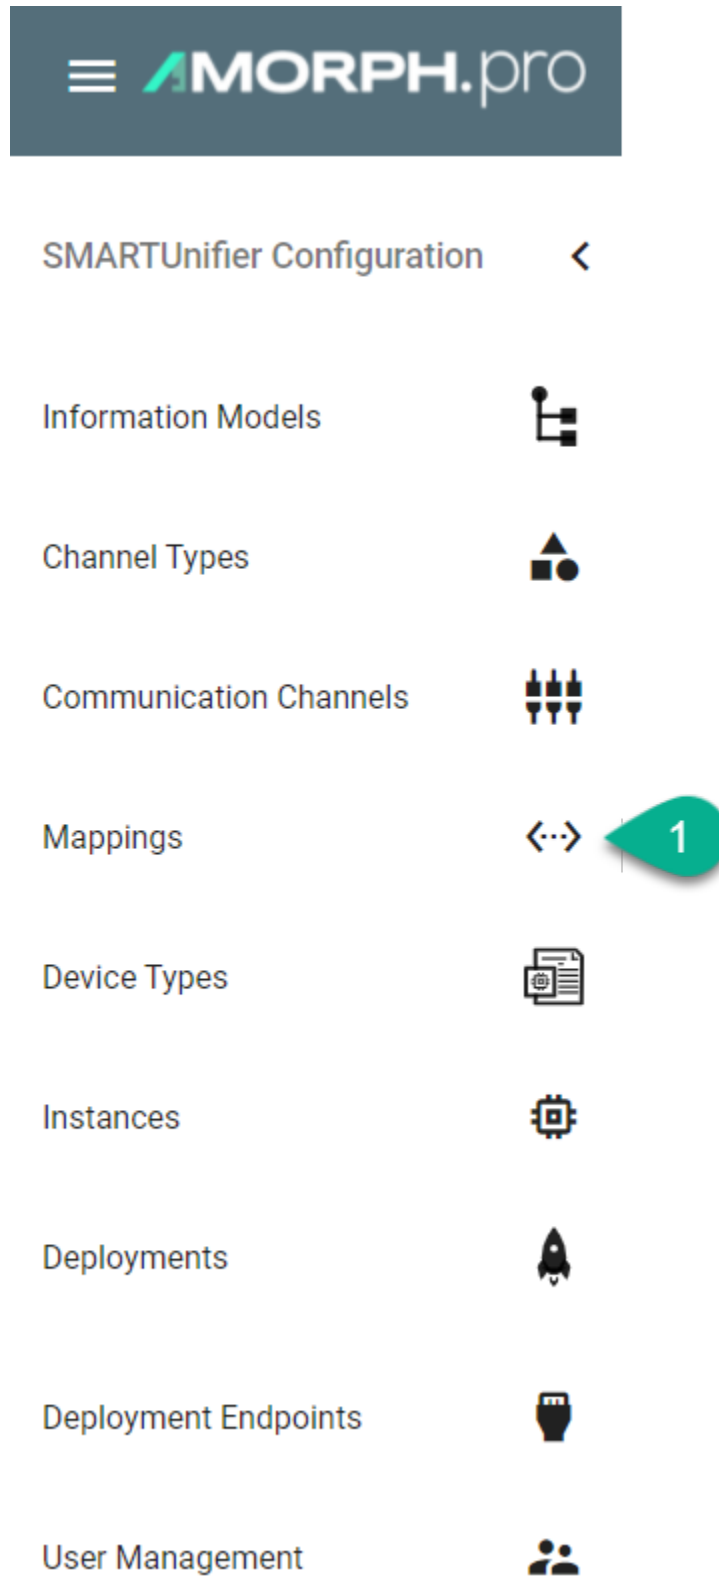 AMORPH.pro
SMARTUnifier Configuration
Information Models
Channel Types
Communication Channels
Mappings
1
Device Types
Instances
Deployments
Deployment Endpoints
User Management